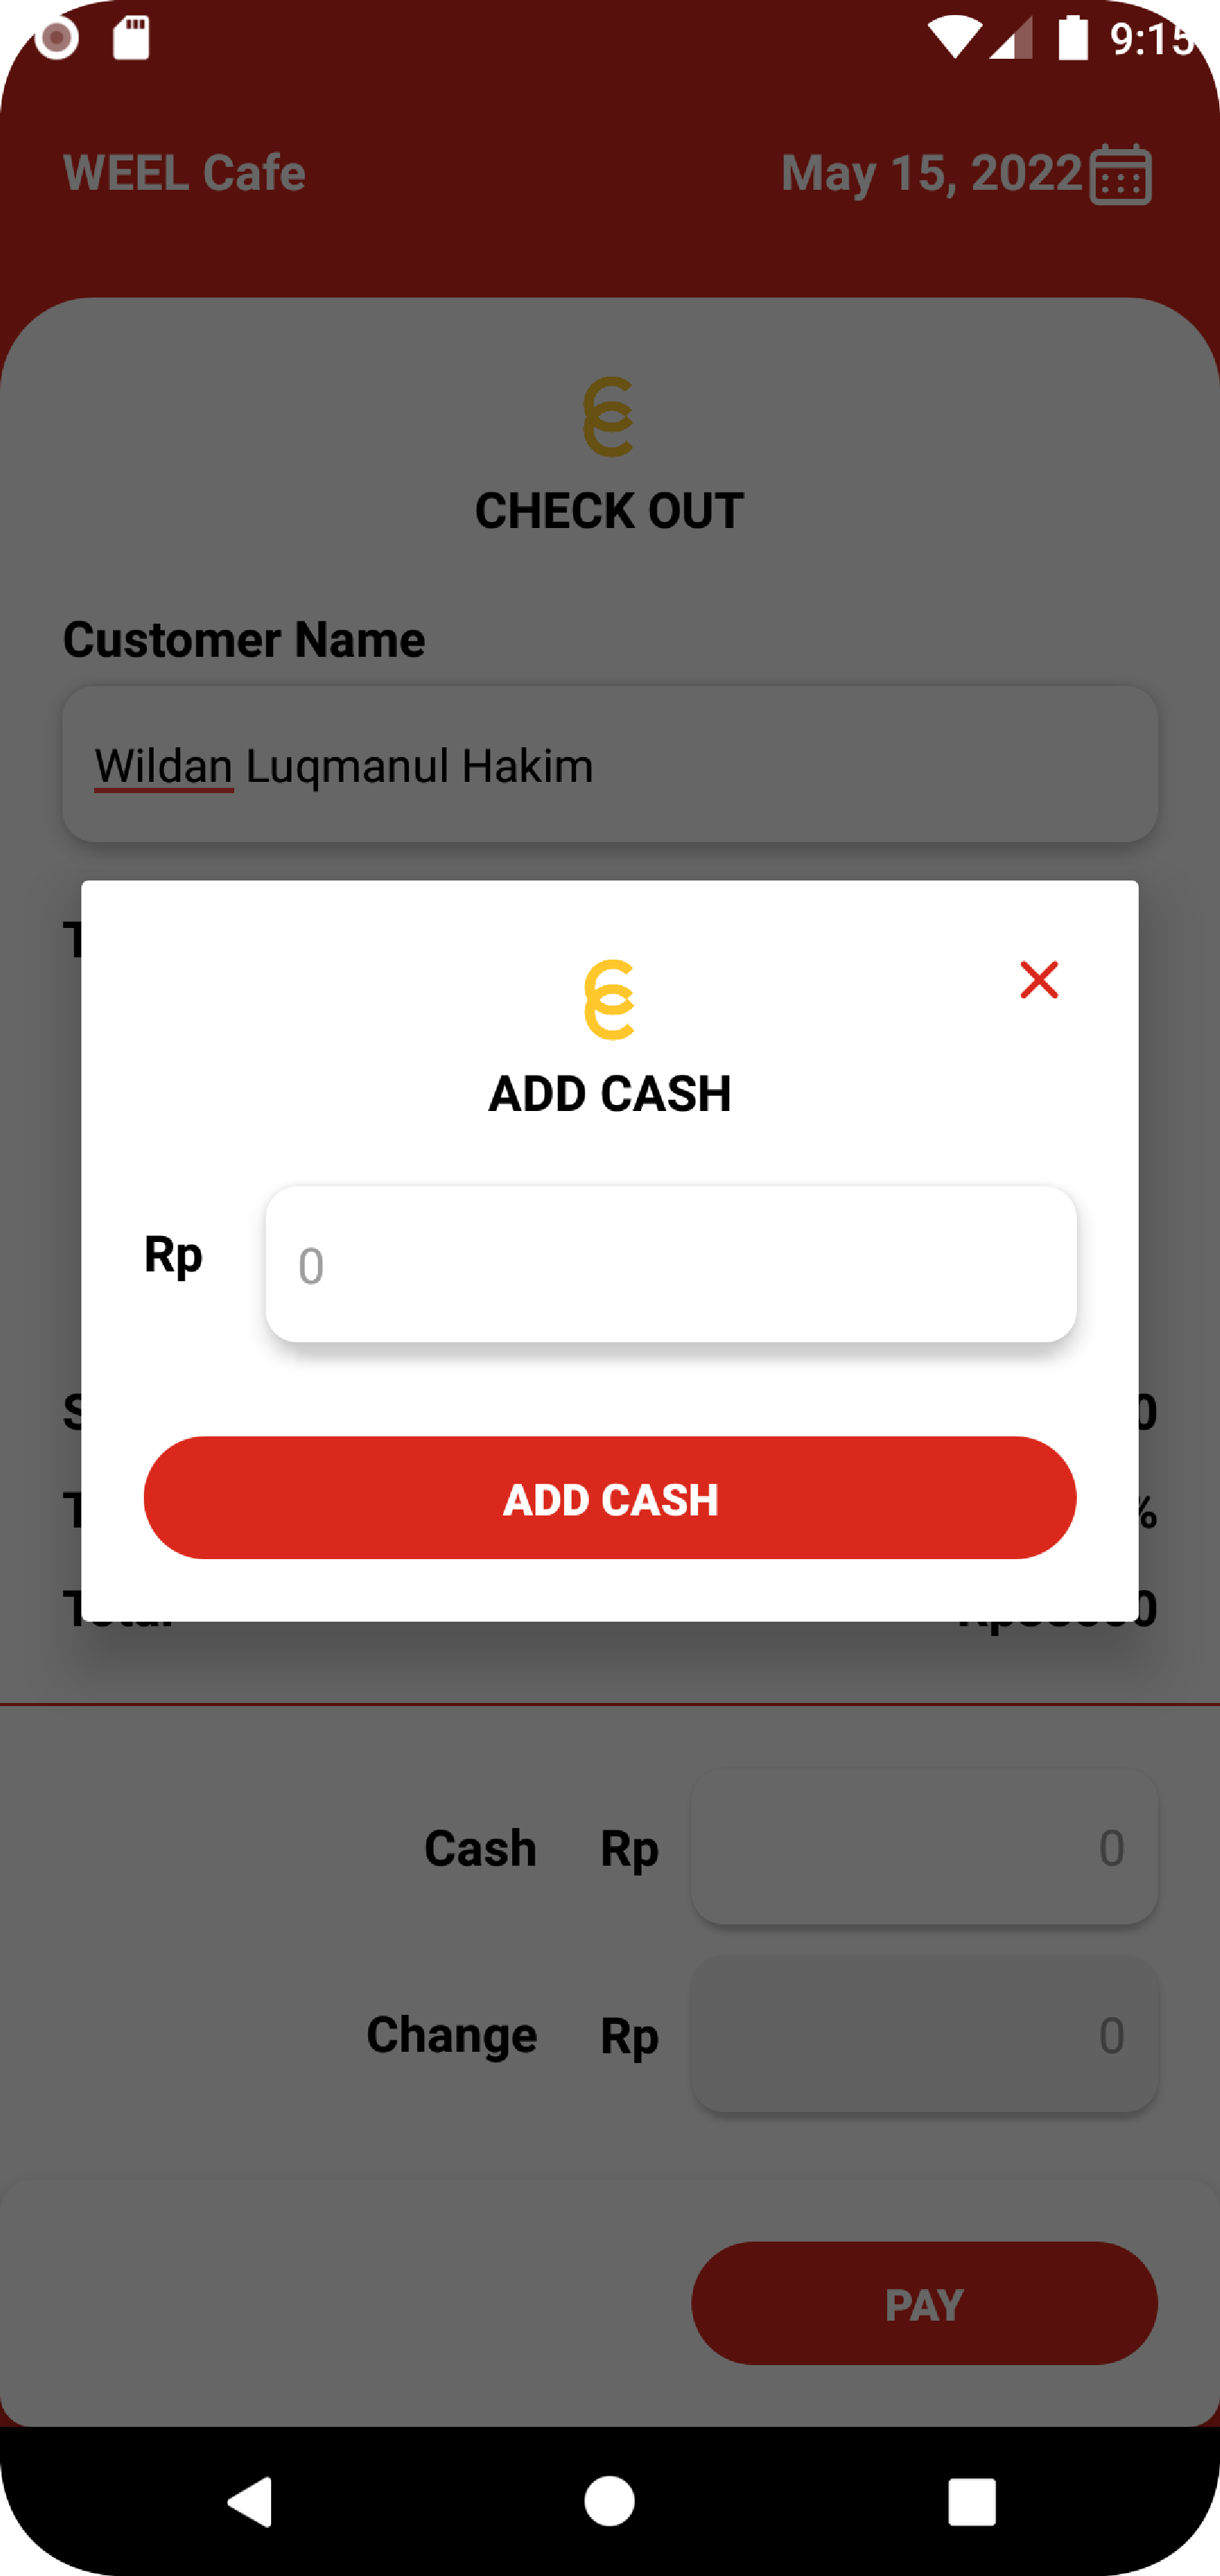 9:15
WEEL Cafe
May 15, 2022
CHECK OUT
Customer Name
Wildan Luqmanul Hakim
ADD CASH
Rp
0
ADD CASH
Total
Cash Rp 0
Change Rp 0
PAY